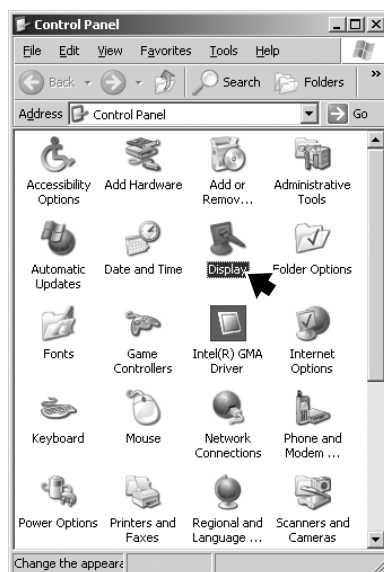 Control Panel
File Edit View Favorites Tools Help
Back Search Folders »
Address Control Panel Go
Accessibility Options
Add Hardware
Add or Remov...
Administrative Tools
Automatic Updates
Date and Time
Display
Folder Options
Fonts
Game Controllers
Intel(R) GMA Driver
Internet Options
Keyboard
Mouse
Network Connections
Phone and Modem ...
Power Options
Printers and Faxes
Regional and Language ...
Scanners and Cameras
Change the appeara